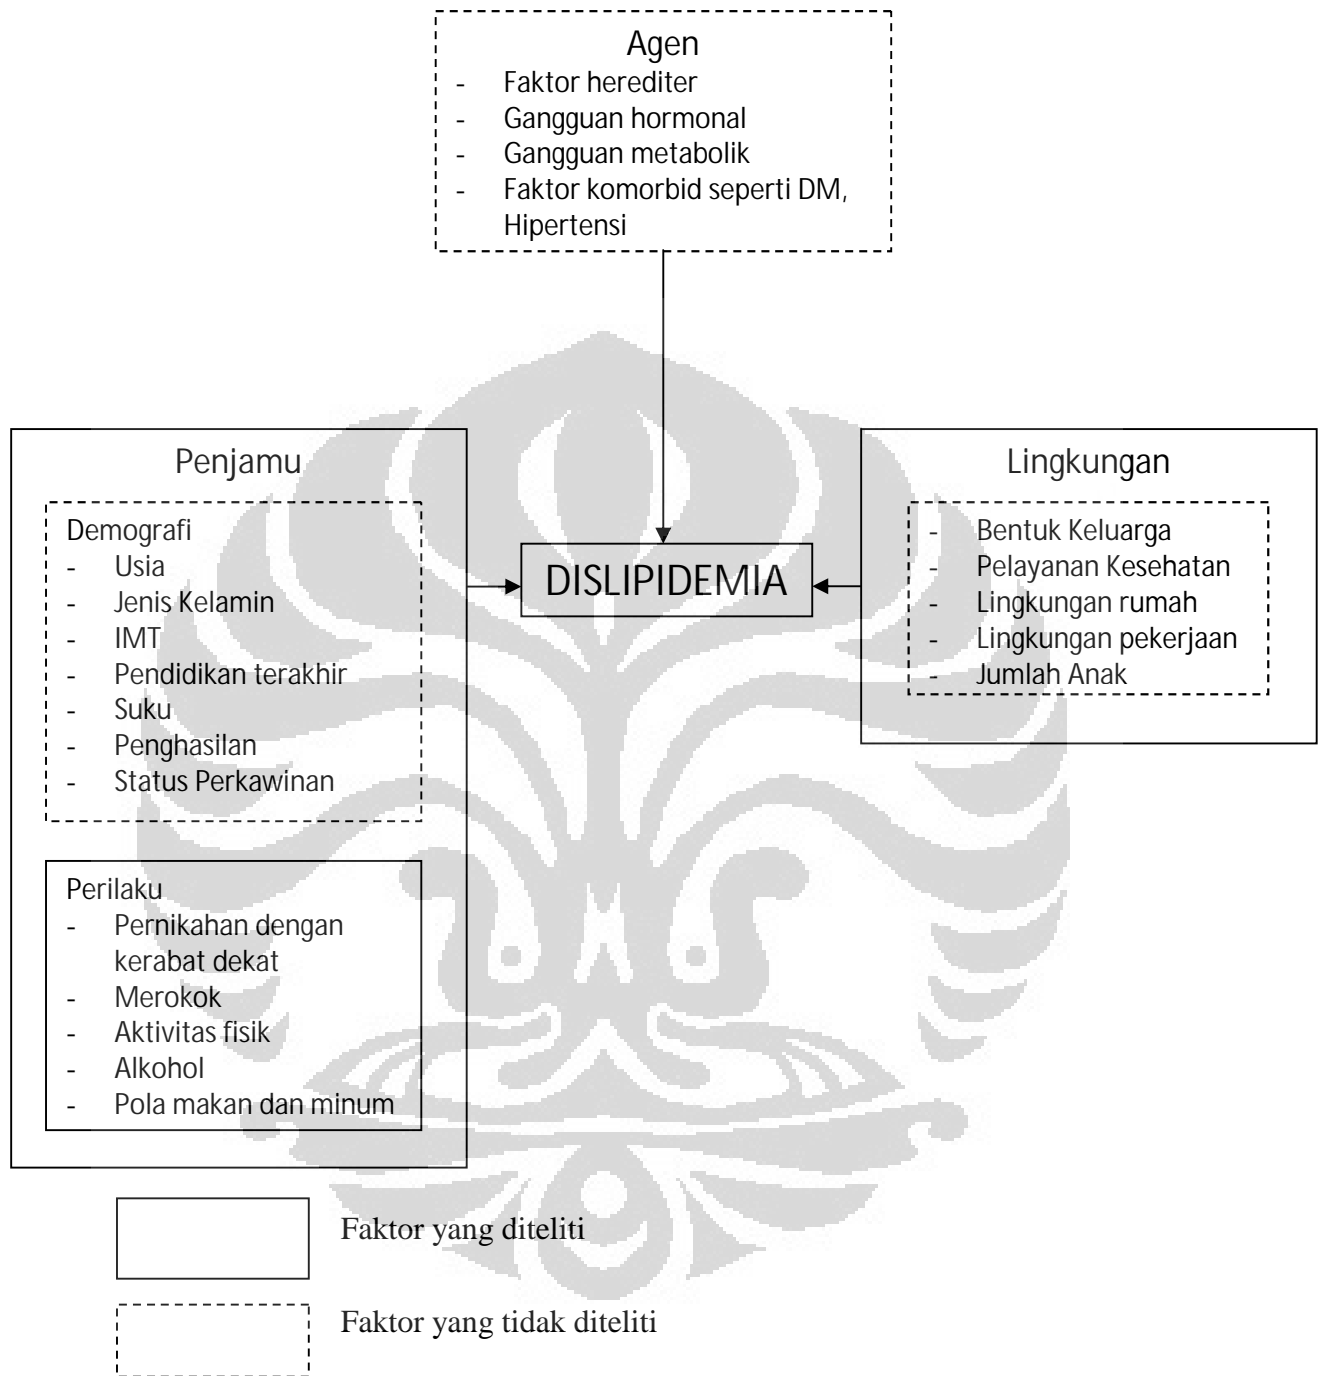 Agen
- Faktor herediter
- Gangguan hormonal
- Gangguan metabolik
- Faktor komorbid seperti DM,
Hipertensi
Penjamu
Demografi
- Usia
- Jenis Kelamin
- IMT
- Pendidikan terakhir
- Suku
- Penghasilan
- Status Perkawinan
Perilaku
- Pernikahan dengan
kerabat dekat
- Merokok
- Aktivitas fisik
- Alkohol
- Pola makan dan minum
DISLIPIDEMIA
Lingkungan
- Bentuk Keluarga
- Pelayanan Kesehatan
- Lingkungan rumah
- Lingkungan pekerjaan
- Jumlah Anak
Faktor yang diteliti
Faktor yang tidak diteliti